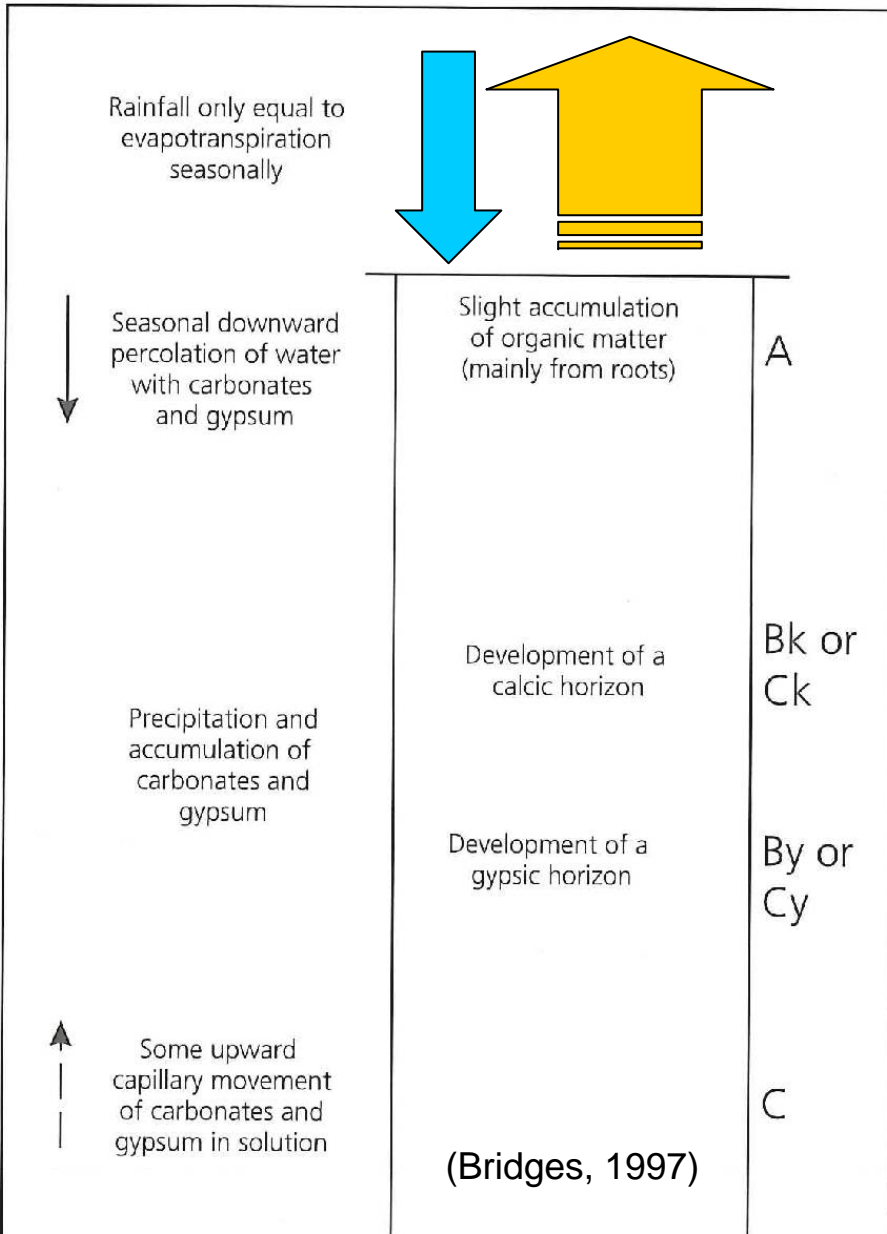 Rainfall only equal to
evapotranspiration
seasonally
Seasonal downward
percolation of water
with carbonates
and gypsum
Slight accumulation
of organic matter
(mainly from roots)
A
Precipitation and
accumulation of
carbonates and
gypsum
Development of a
calcic horizon
Bk or
Ck
Development of a
gypsic horizon
By or
Cy
Some upward
capillary movement
of carbonates and
gypsum in solution
C
(Bridges, 1997)